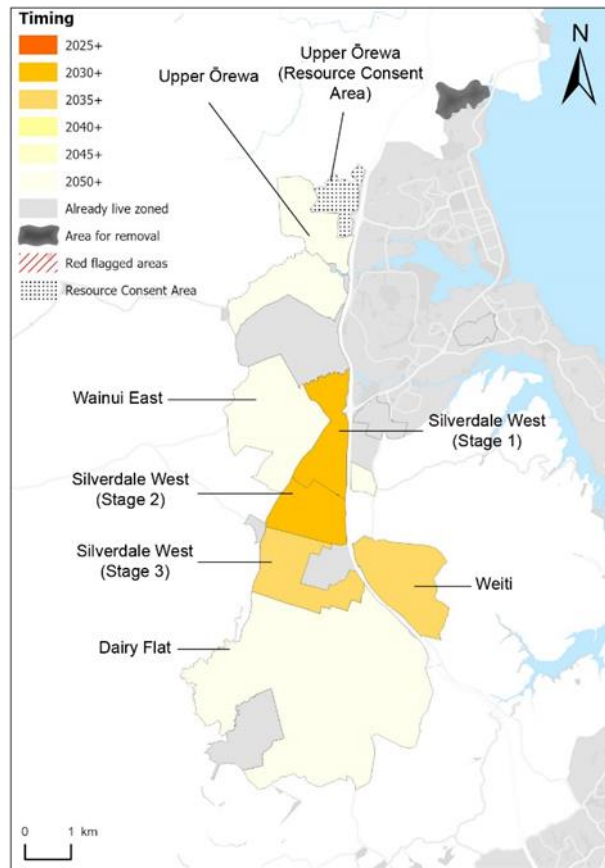 Timing
2025+
2030+
2035+
2040+
2045+
2050+
Already live zoned
Area for removal
Red flagged areas
Resource Consent Area
N
Upper Ōrewa
Upper Ōrewa
(Resource Consent
Area)
Wainui East
Silverdale West
(Stage 1)
Silverdale West
(Stage 2)
Silverdale West
(Stage 3)
Weiti
Dairy Flat
0 1 km